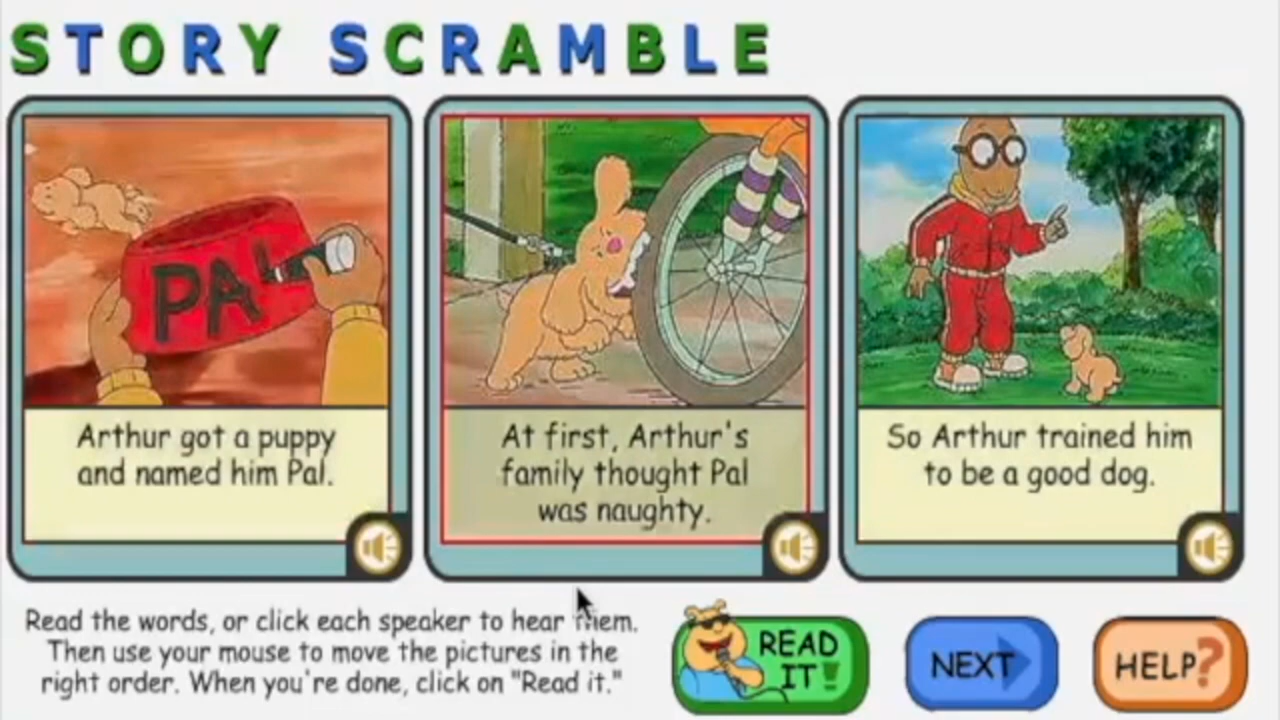 STORY SCRAMBLE
PAL
Arthur got a puppy
and named him Pal.
At first, Arthur's
family thought Pal
was naughty.
So Arthur trained him
to be a good dog.
Read the words, or click each speaker to hear them.
Then use your mouse to move the pictures in the
right order. When you're done, click on "Read it."
READ
IT!
NEXT
HELP?